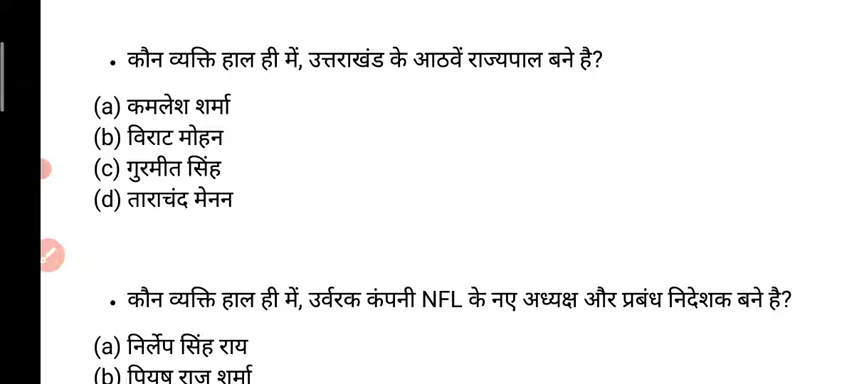 • कौन व्यक्ति हाल ही में, उत्तराखंड के आठवें राज्यपाल बने है?
(a) कमलेश शर्मा
(b) विराट मोहन
(c) गुरमीत सिंह
(d) ताराचंद मेनन
• कौन व्यक्ति हाल ही में, उर्वरक कंपनी NFL के नए अध्यक्ष और प्रबंध निदेशक बने है?
(a) निर्लेप सिंह राय
(b) पियूष राज शर्मा